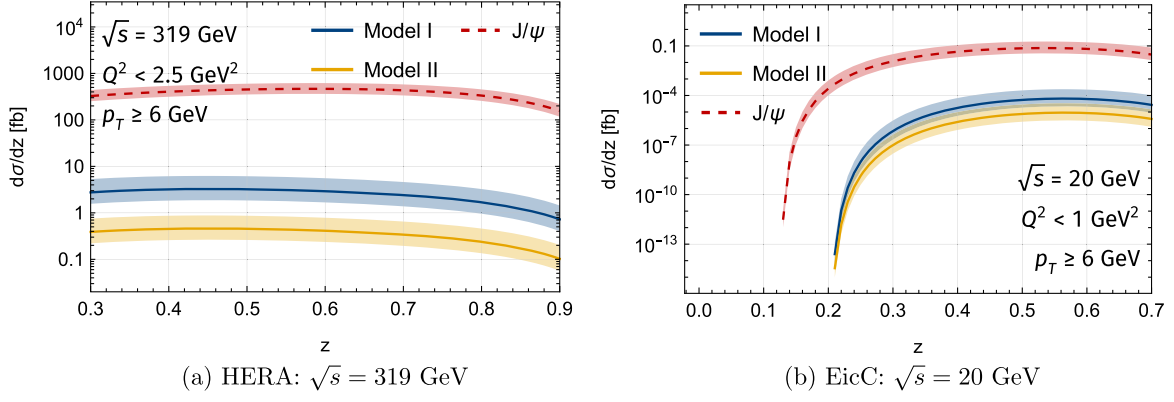 √s = 319 GeV
Q² < 2.5 GeV²
p_T ≥ 6 GeV
Model I
J/ψ
Model II
dσ/dz [fb]
10⁴
1000
100
10
1
0.1
0.3 0.4 0.5 0.6 0.7 0.8 0.9
z
(a) HERA: √s = 319 GeV
Model I
Model II
J/ψ
dσ/dz [fb]
0.1
10⁻⁴
10⁻⁷
10⁻¹⁰
10⁻¹³
√s = 20 GeV
Q² < 1 GeV²
p_T ≥ 6 GeV
0.0 0.1 0.2 0.3 0.4 0.5 0.6 0.7
z
(b) EicC: √s = 20 GeV